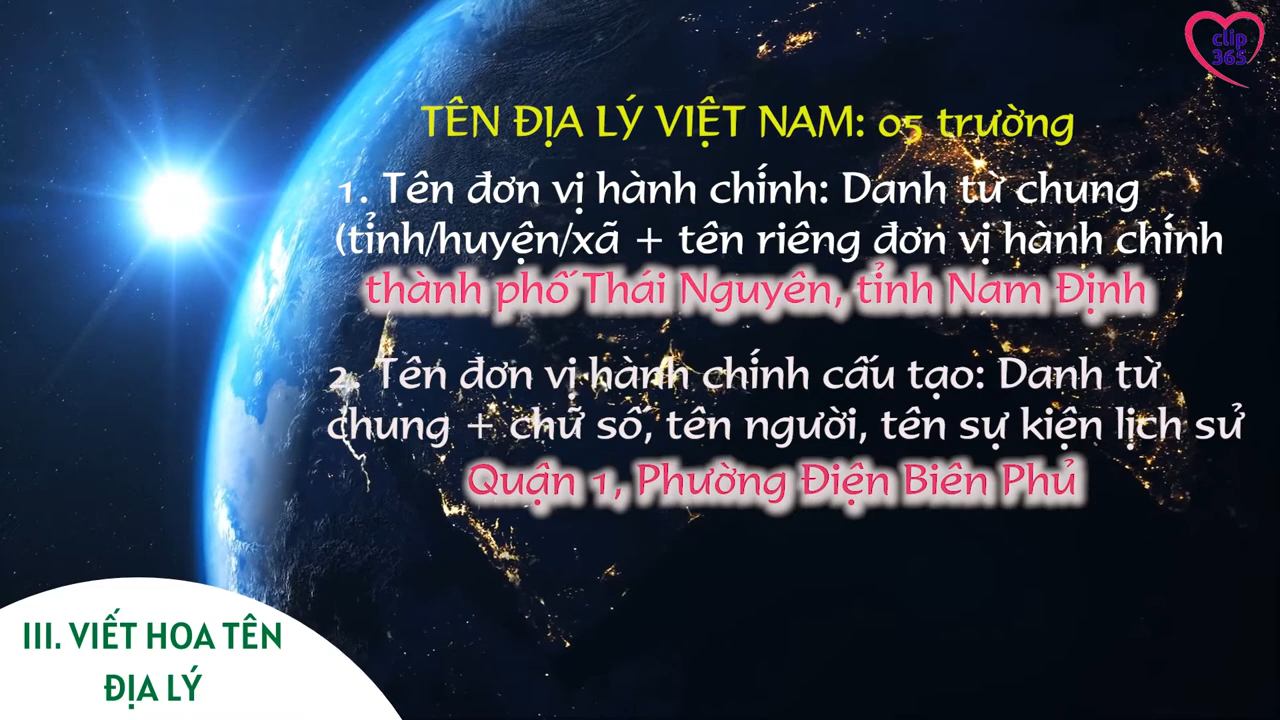 clip
365
TÊN ĐỊA LÝ VIỆT NAM: 05 trường
1. Tên đơn vị hành chính: Danh từ chung
(tỉnh/huyện/xã + tên riêng đơn vị hành chính
thành phố Thái Nguyên, tỉnh Nam Định
2. Tên đơn vị hành chính cấu tạo: Danh từ
chung + chữ số, tên người, tên sự kiện lịch sử
Quận 1, Phường Điện Biên Phủ
III. VIẾT HOA TÊN
ĐỊA LÝ